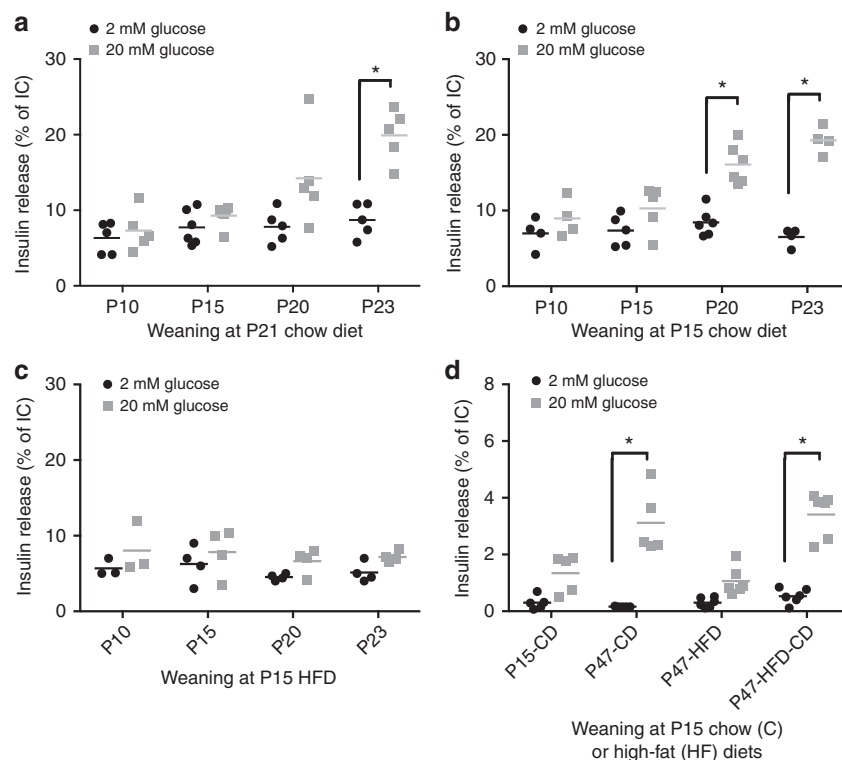 a
2 mM glucose
20 mM glucose
Insulin release (% of IC)
30
20
10
0
*
P10
P15
P20
P23
Weaning at P21 chow diet
b
2 mM glucose
20 mM glucose
Insulin release (% of IC)
30
20
10
0
*
*
P10
P15
P20
P23
Weaning at P15 chow diet
c
2 mM glucose
20 mM glucose
Insulin release (% of IC)
30
20
10
0
P10
P15
P20
P23
Weaning at P15 HFD
d
2 mM glucose
20 mM glucose
Insulin release (% of IC)
8
6
4
2
0
*
*
P15-CD
P47-CD
P47-HFD
P47-HFD-CD
Weaning at P15 chow (C)
or high-fat (HF) diets